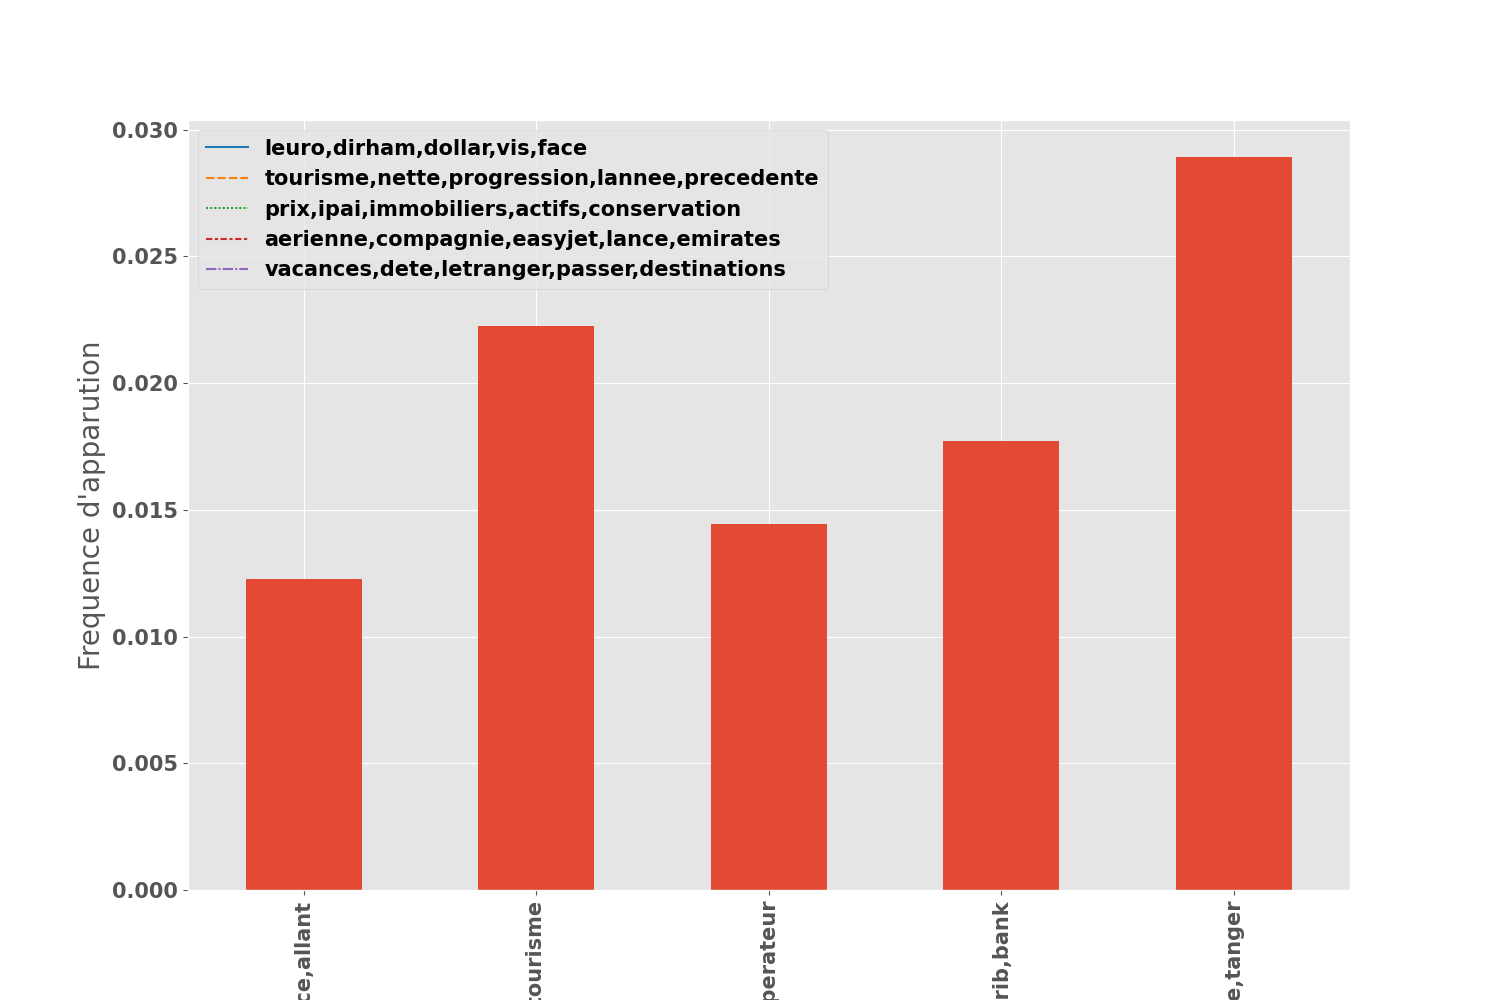 0.030
0.025
0.020
0.015
0.010
0.005
0.000
Frequence d'apparution
leuro,dirham,dollar,vis,face
tourisme,nette,progression,lannee,precedente
prix,ipai,immobiliers,actifs,conservation
aerienne,compagnie,easyjet,lance,emirates
vacances,dete,letranger,passer,destinations
ce,allant
tourisme
perateur
rib,bank
e,tanger